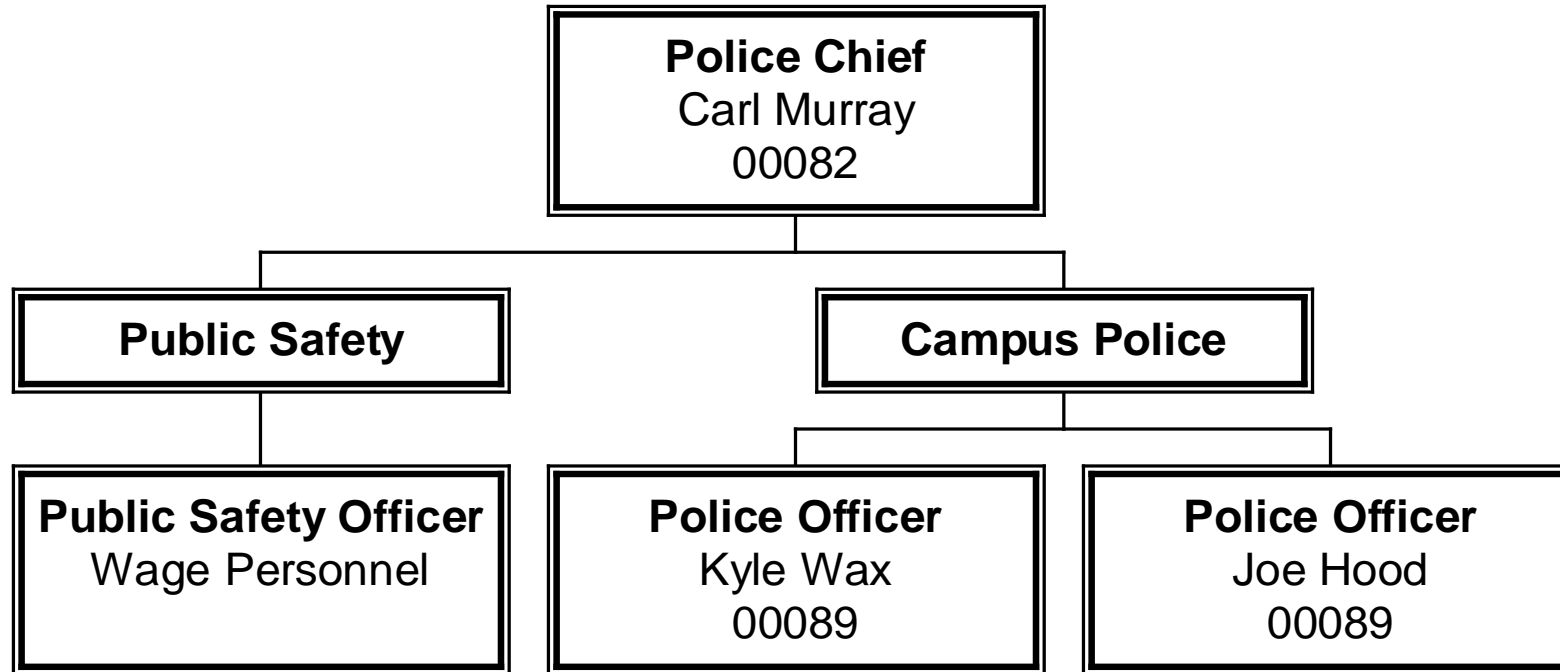 Police Chief
Carl Murray
00082
Public Safety
Campus Police
Public Safety Officer
Wage Personnel
Police Officer
Kyle Wax
00089
Police Officer
Joe Hood
00089